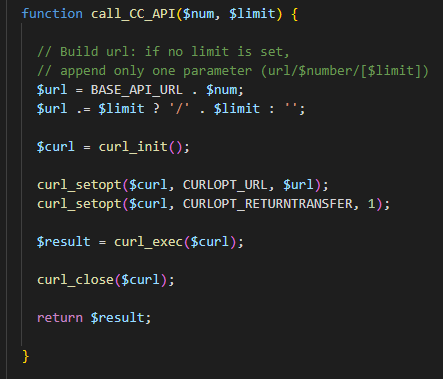 function call_CC_API($num, $limit) {
// Build url: if no limit is set,
// append only one parameter (url/$number/[$limit])
$url = BASE_API_URL . $num;
$url .= $limit ? '/' . $limit : '';
$curl = curl_init();
curl_setopt($curl, CURLOPT_URL, $url);
curl_setopt($curl, CURLOPT_RETURNTRANSFER, 1);
$result = curl_exec($curl);
curl_close($curl);
return $result;
}